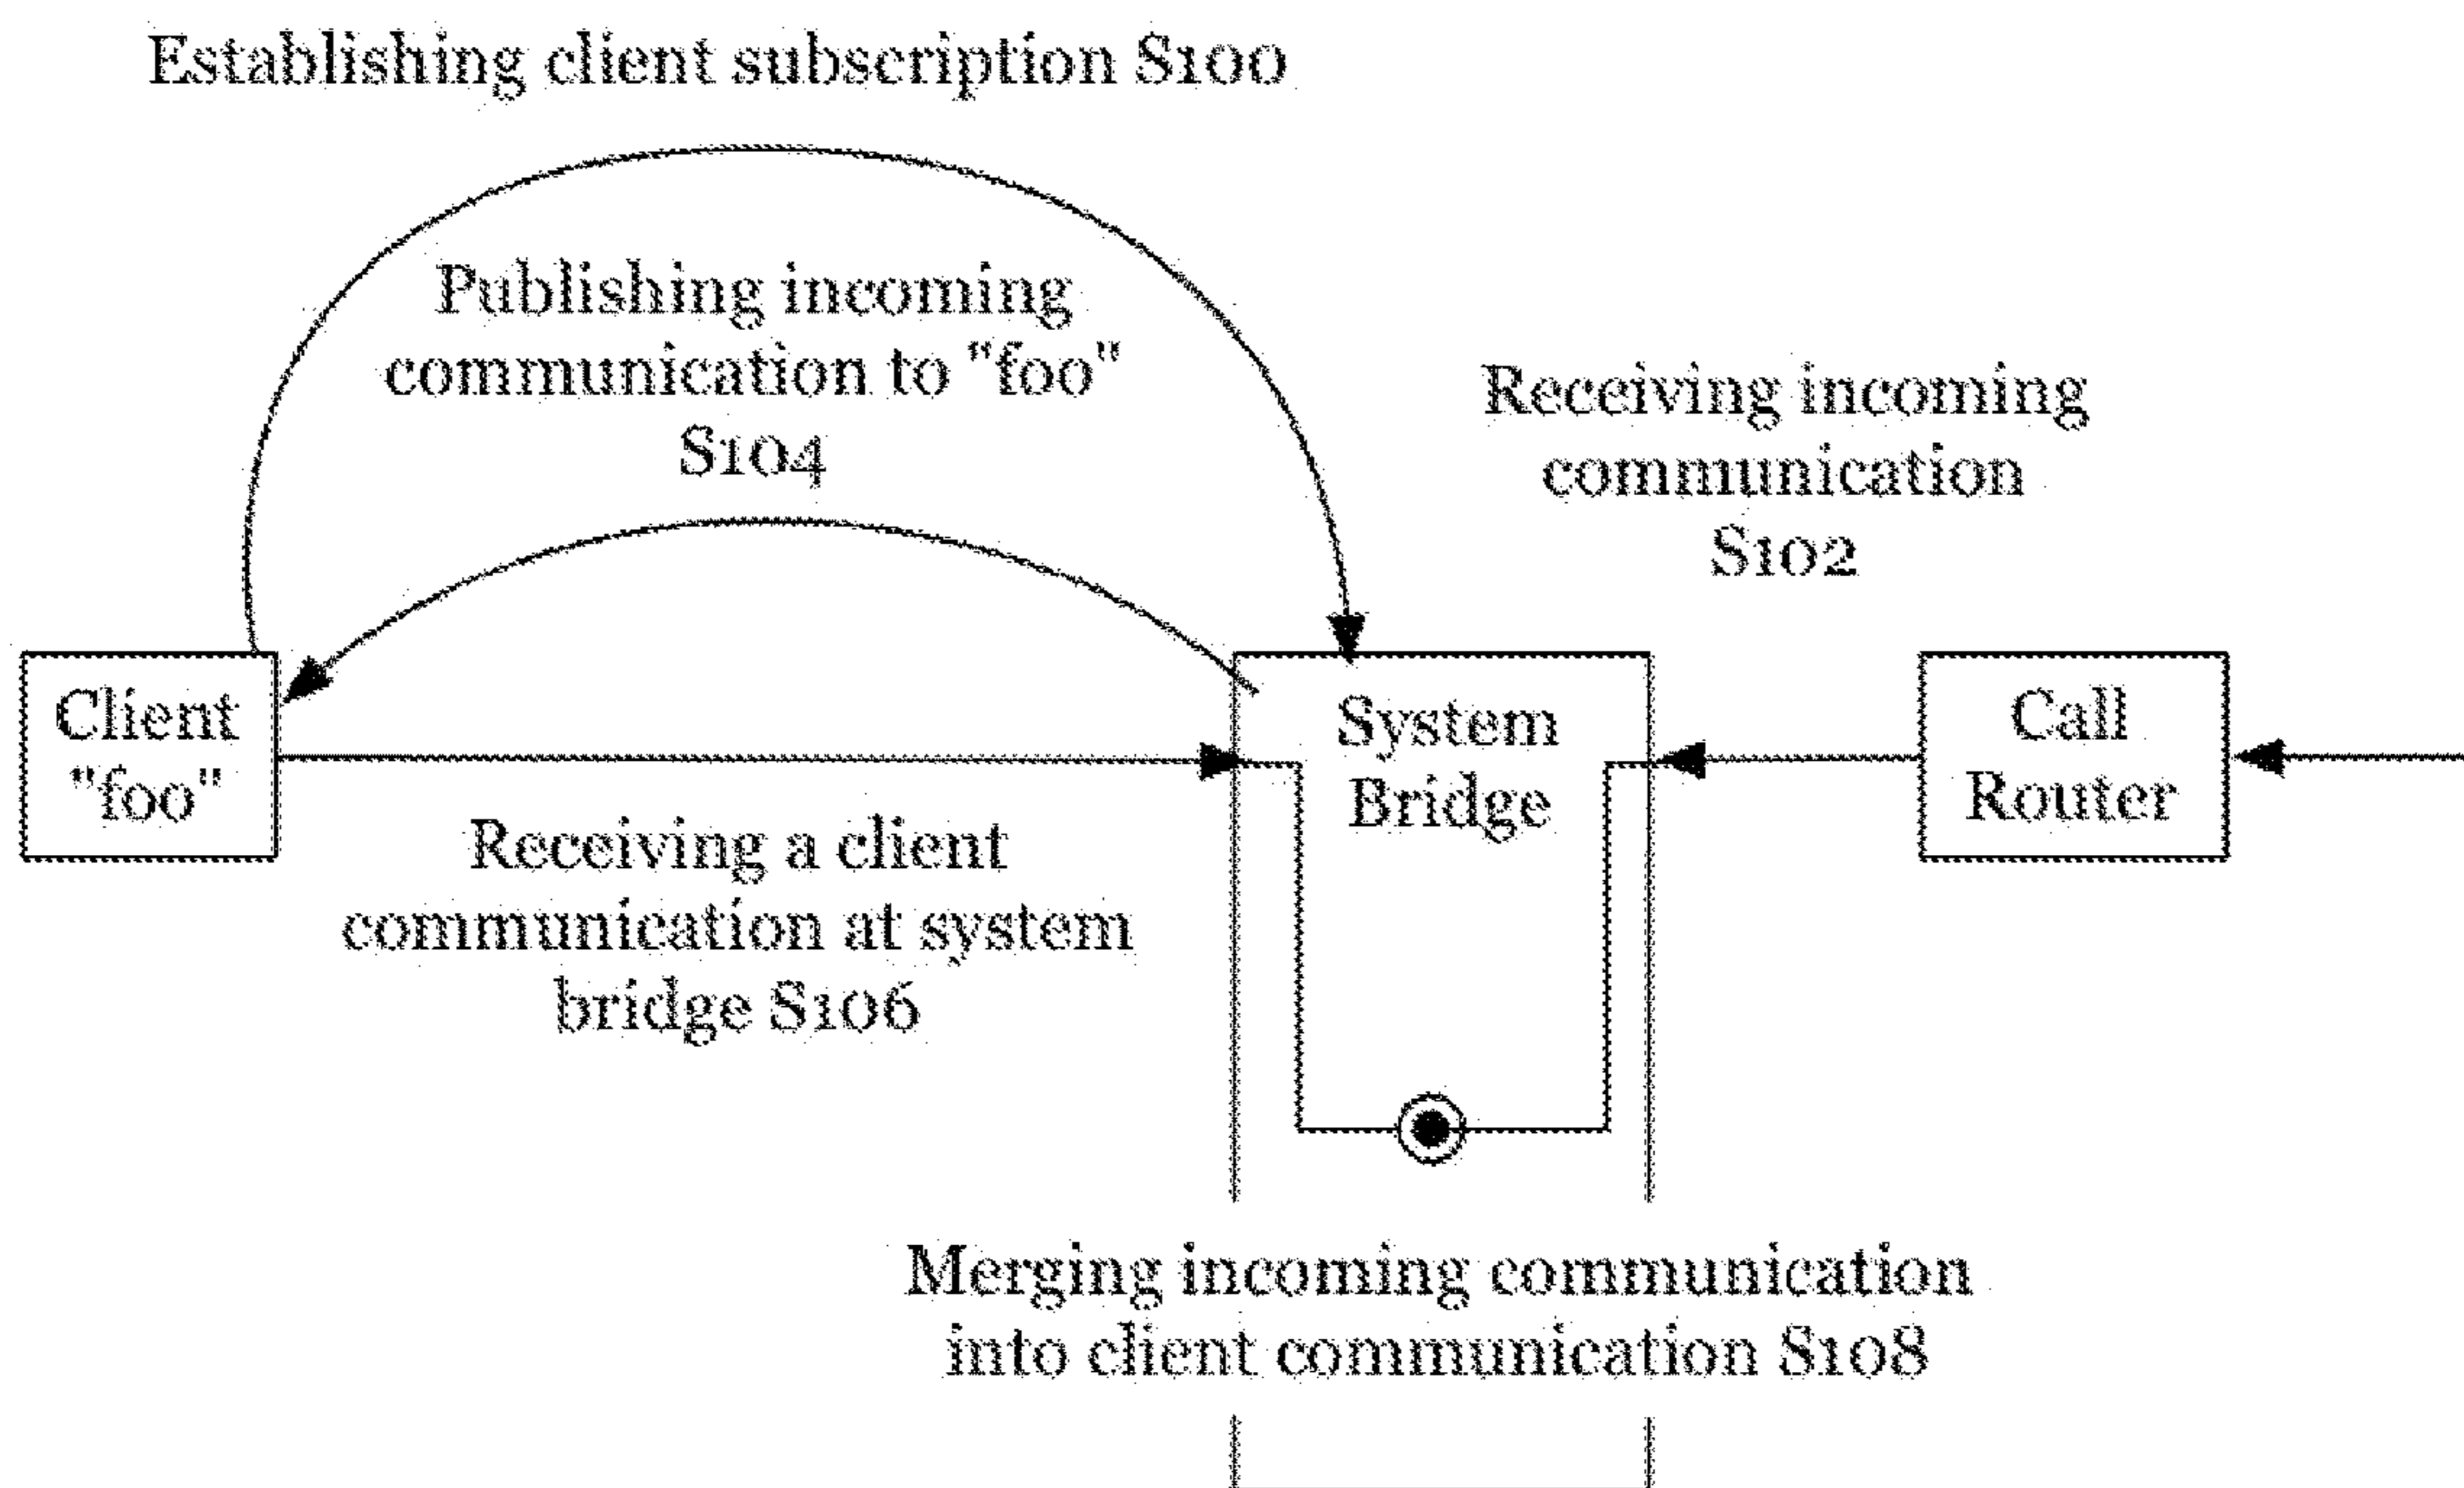 Establishing client subscription S100
Publishing incoming
communication to "foo"
S104
Receiving incoming
communication
S102
Client
"foo"
System
Bridge
Call
Router
Receiving a client
communication at system
bridge S106
Merging incoming communication
into client communication S108